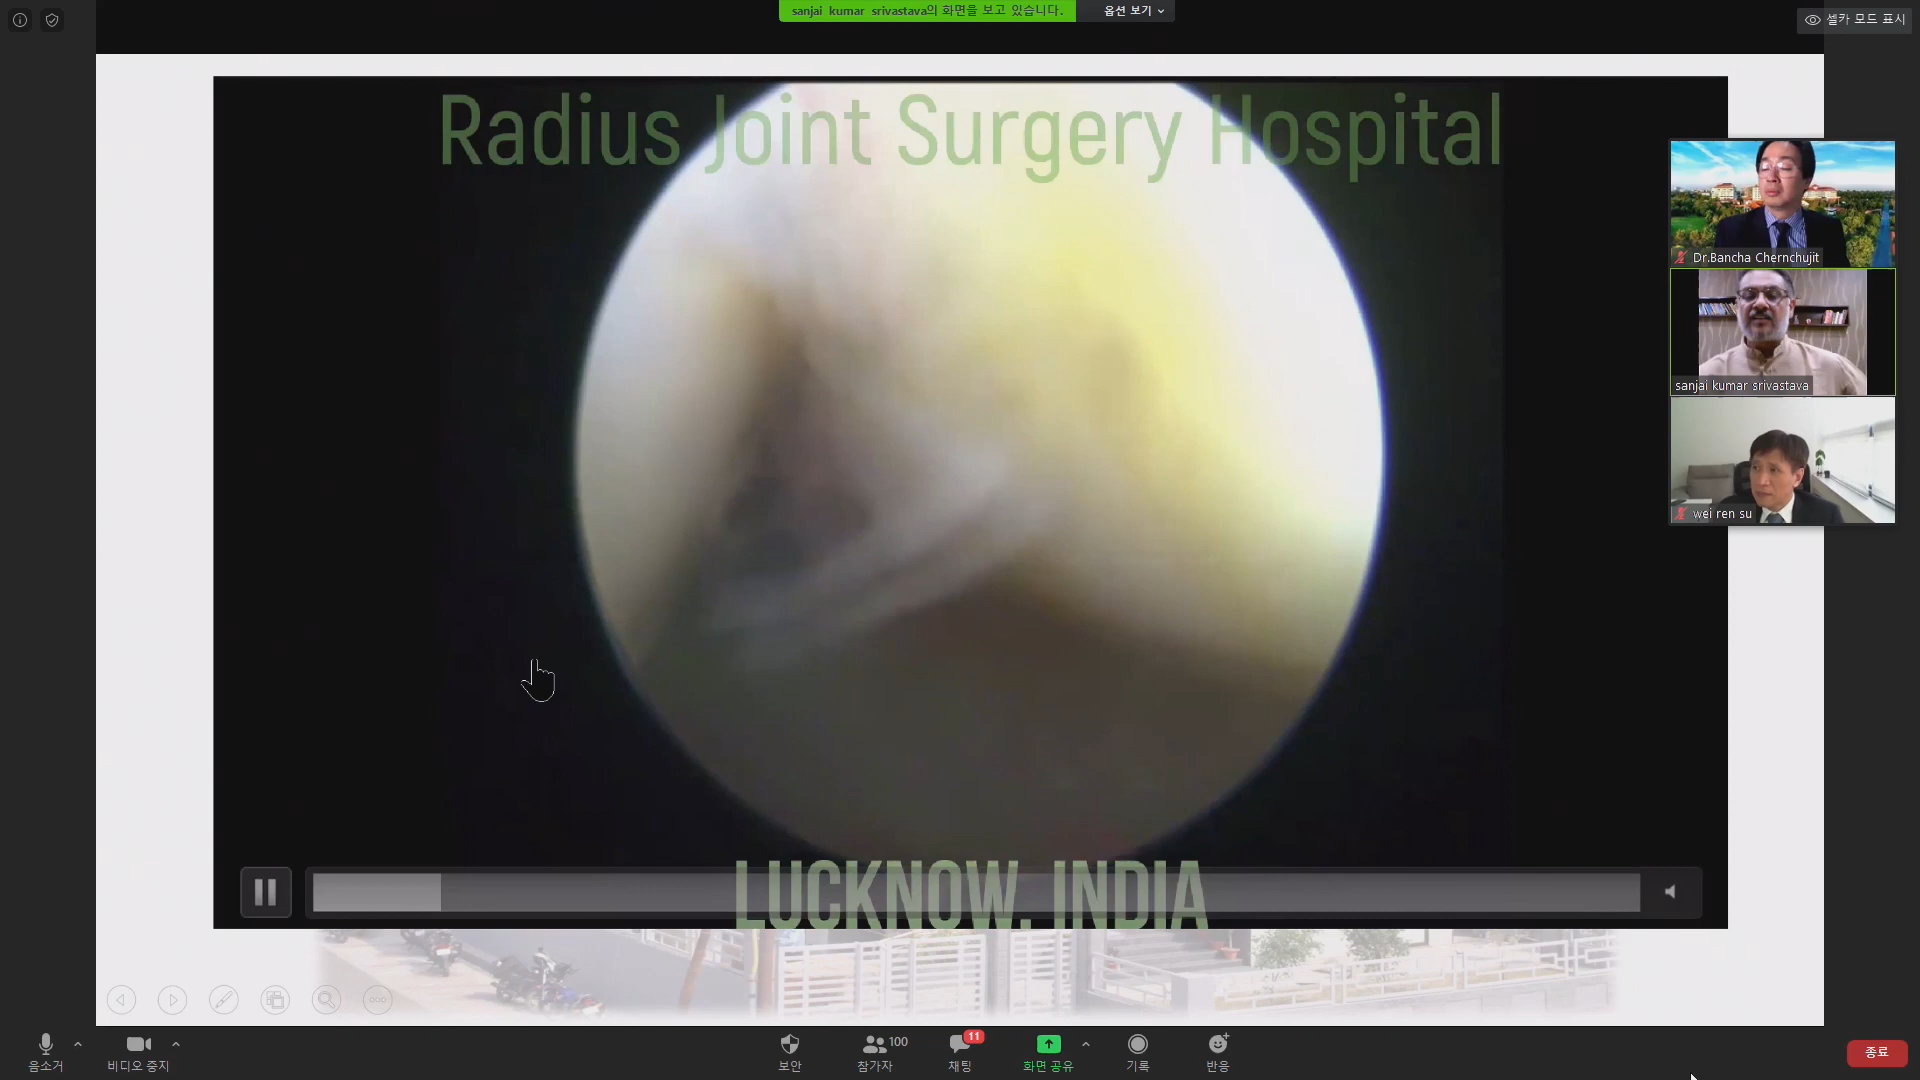 sanjai kumar srivastava의 화면을 보고 있습니다.
옵션 보기
셀카 모드 표시
Radius Joint Surgery Hospital
Dr.Bancha Chernchujit
sanjai kumar srivastava
wei ren su
LUCKNOW. INDIA
음소거
비디오 중지
보안
100
참가자
11
채팅
화면 공유
기록
반응
종료